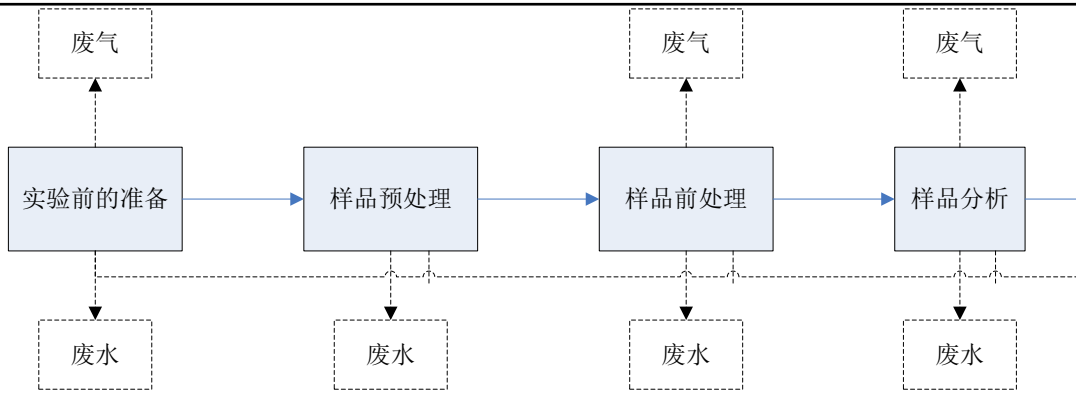 废气
废气
废气
实验前的准备
样品预处理
样品前处理
样品分析
废水
废水
废水
废水